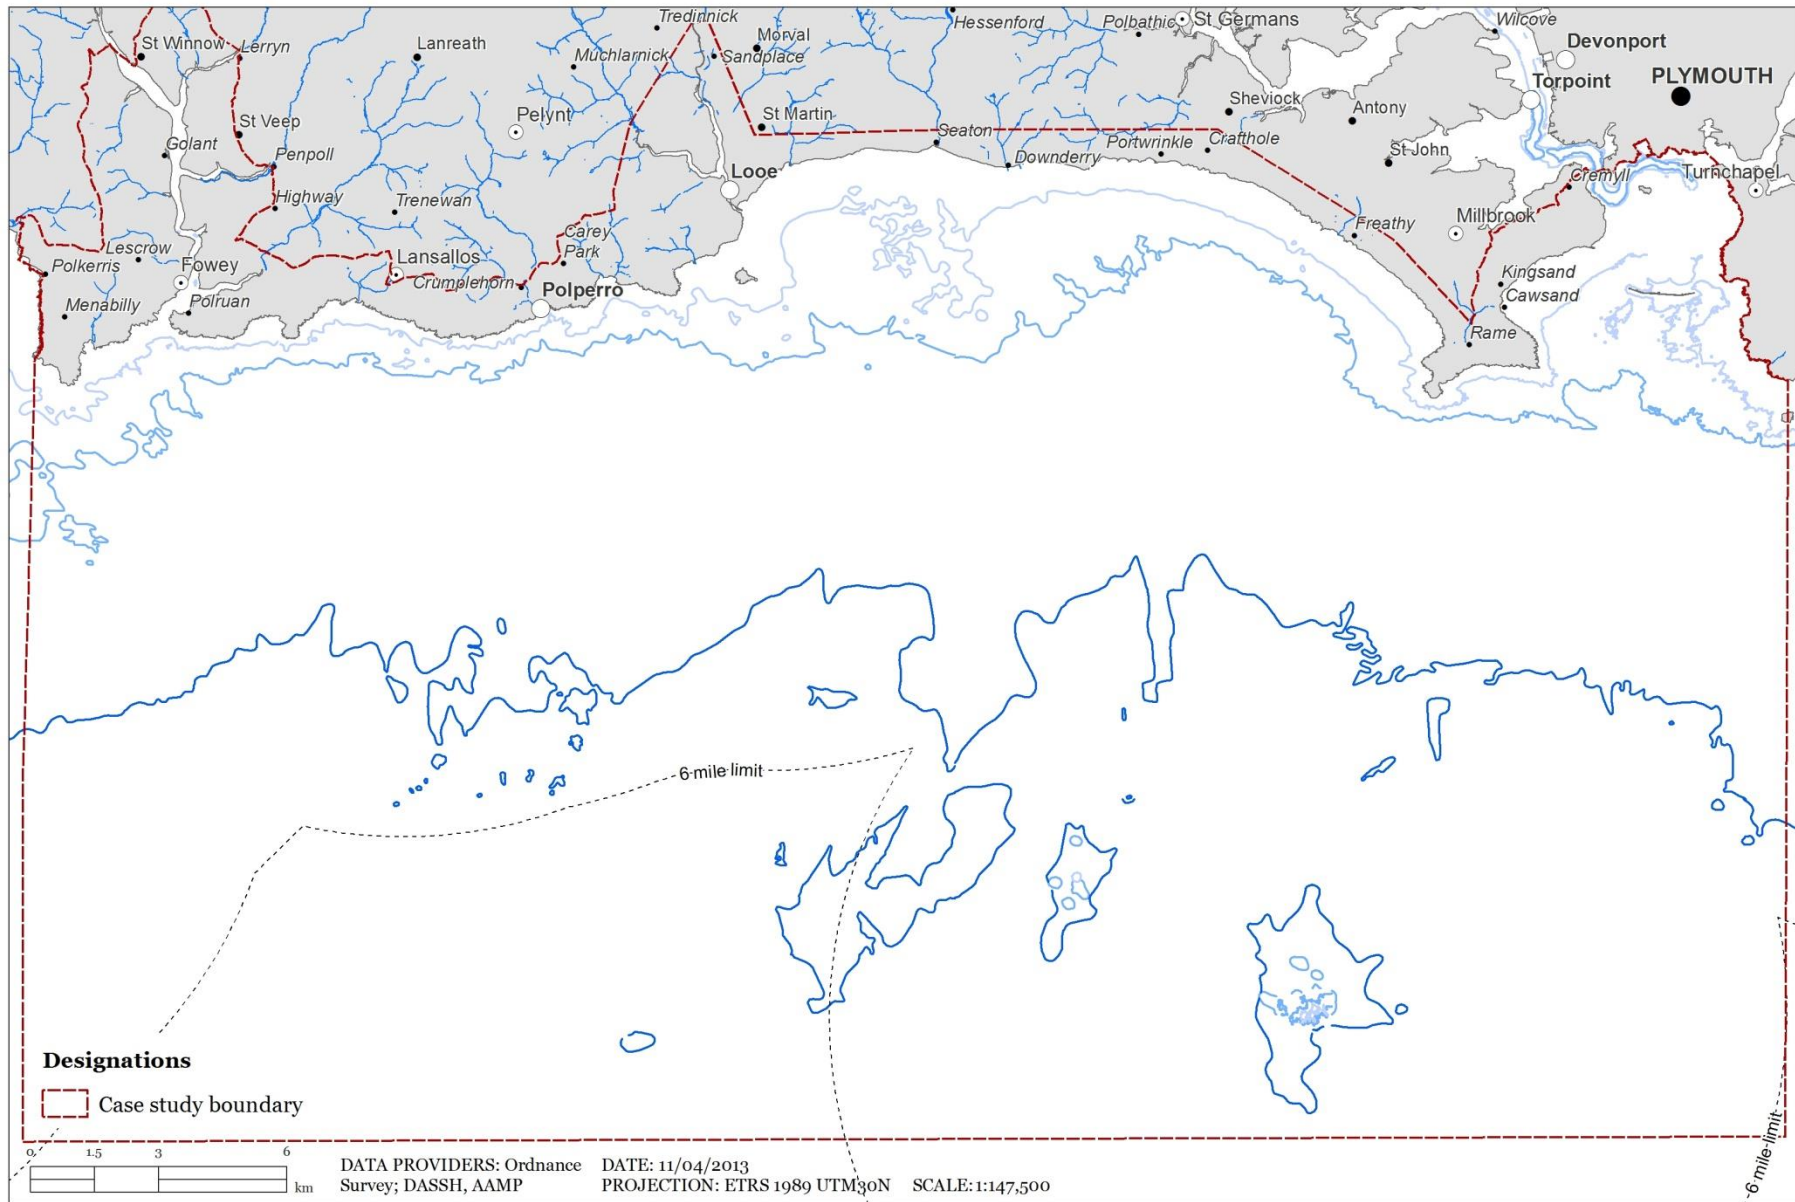 Tredinnick
Hessenford
Polbathic
St Germans
Wilcove
St Winnow
Lerryn
Lanreath
Muchlarnick
Morval
Sandplace
Devonport
Torpoint
PLYMOUTH
Pelynt
St Veep
St Martin
Sheviock
Antony
Golant
Penpoll
Seaton
Downderry
Portwrinkle
Crafthole
St John
Looe
Cremyll
Turnchapel
Highway
Trenewan
Carey
Park
Freathy
Millbrook
Lescrow
Polkerris
Fowey
Lansallos
Crumplehorn
Polperro
Kingsand
Cawsand
Menabilly
Polruan
Rame
6 mile limit
6 mile limit
Designations
Case study boundary
0 1.5 3 6
km
DATA PROVIDERS: Ordnance
Survey; DASSH, AAMP
DATE: 11/04/2013
PROJECTION: ETRS 1989 UTM30N SCALE:1:147,500